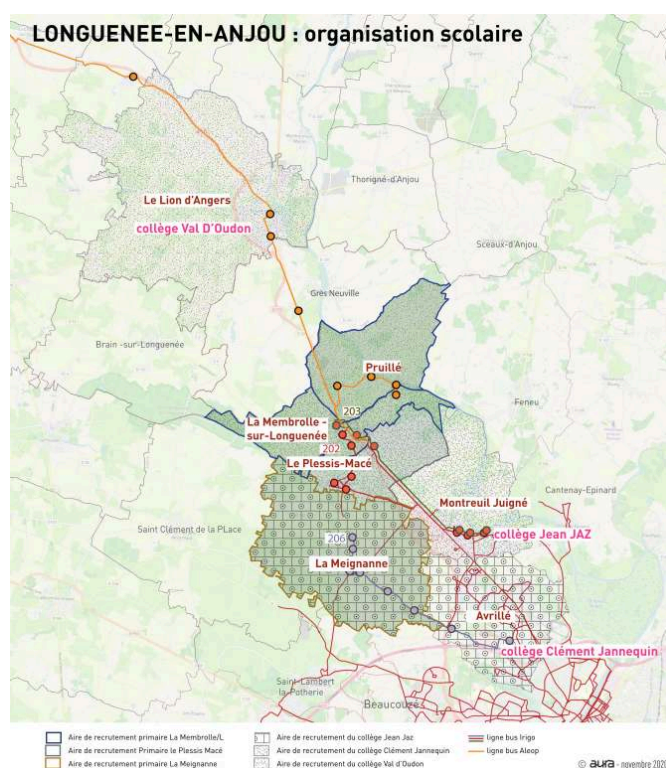 LONGUENEE-EN-ANJOU : organisation scolaire
Thorigné-d'Anjou
Le Lion d'Angers
collège Val D'Oudon
Sceaux-d'Anjou
Grès Neuville
Brain -sur-Longuenée
Pruillé
203
Feneu
La Membrolle -
sur-Longuenée
202
Le Plessis-Macé
Cantenay-Epinard
Montreuil Juigné
Saint Clément de la PLace
collège Jean JAZ
206
La Meignanne
Avrillé
collège Clément Jannequin
Saint-Lambert
la-Potherie
Beaucouzé
Aire de recrutement primaire La Membrolle/L
Aire de recrutement Primaire le Plessis Macé
Aire de recrutement primaire La Meignanne
Aire de recrutement du collège Jean Jaz
Aire de recrutement du collège Clément Jannequin
Aire de recrutement du collège Val d'Oudon
ligne bus Irigo
ligne bus Aleop
© aura - novembre 2020